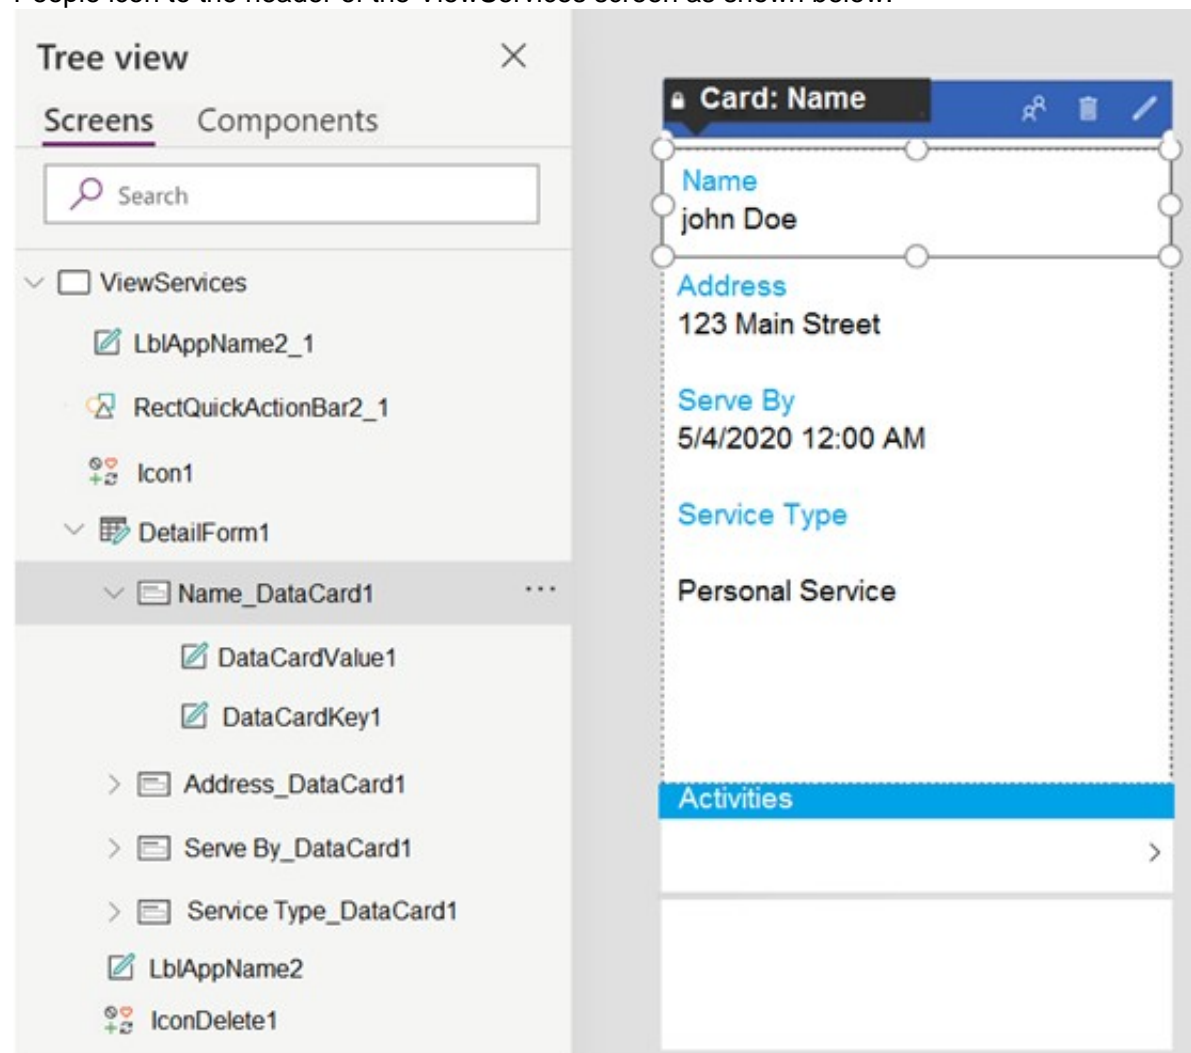 People icon to the header of the ViewServices screen as shown below.
Tree view
Screens Components
Search
ViewServices
LblAppName2_1
RectQuickActionBar2_1
Icon1
DetailForm1
Name_DataCard1
DataCardValue1
DataCardKey1
Address_DataCard1
Serve By_DataCard1
Service Type_DataCard1
LblAppName2
IconDelete1
Card: Name
Name
john Doe
Address
123 Main Street
Serve By
5/4/2020 12:00 AM
Service Type
Personal Service
Activities